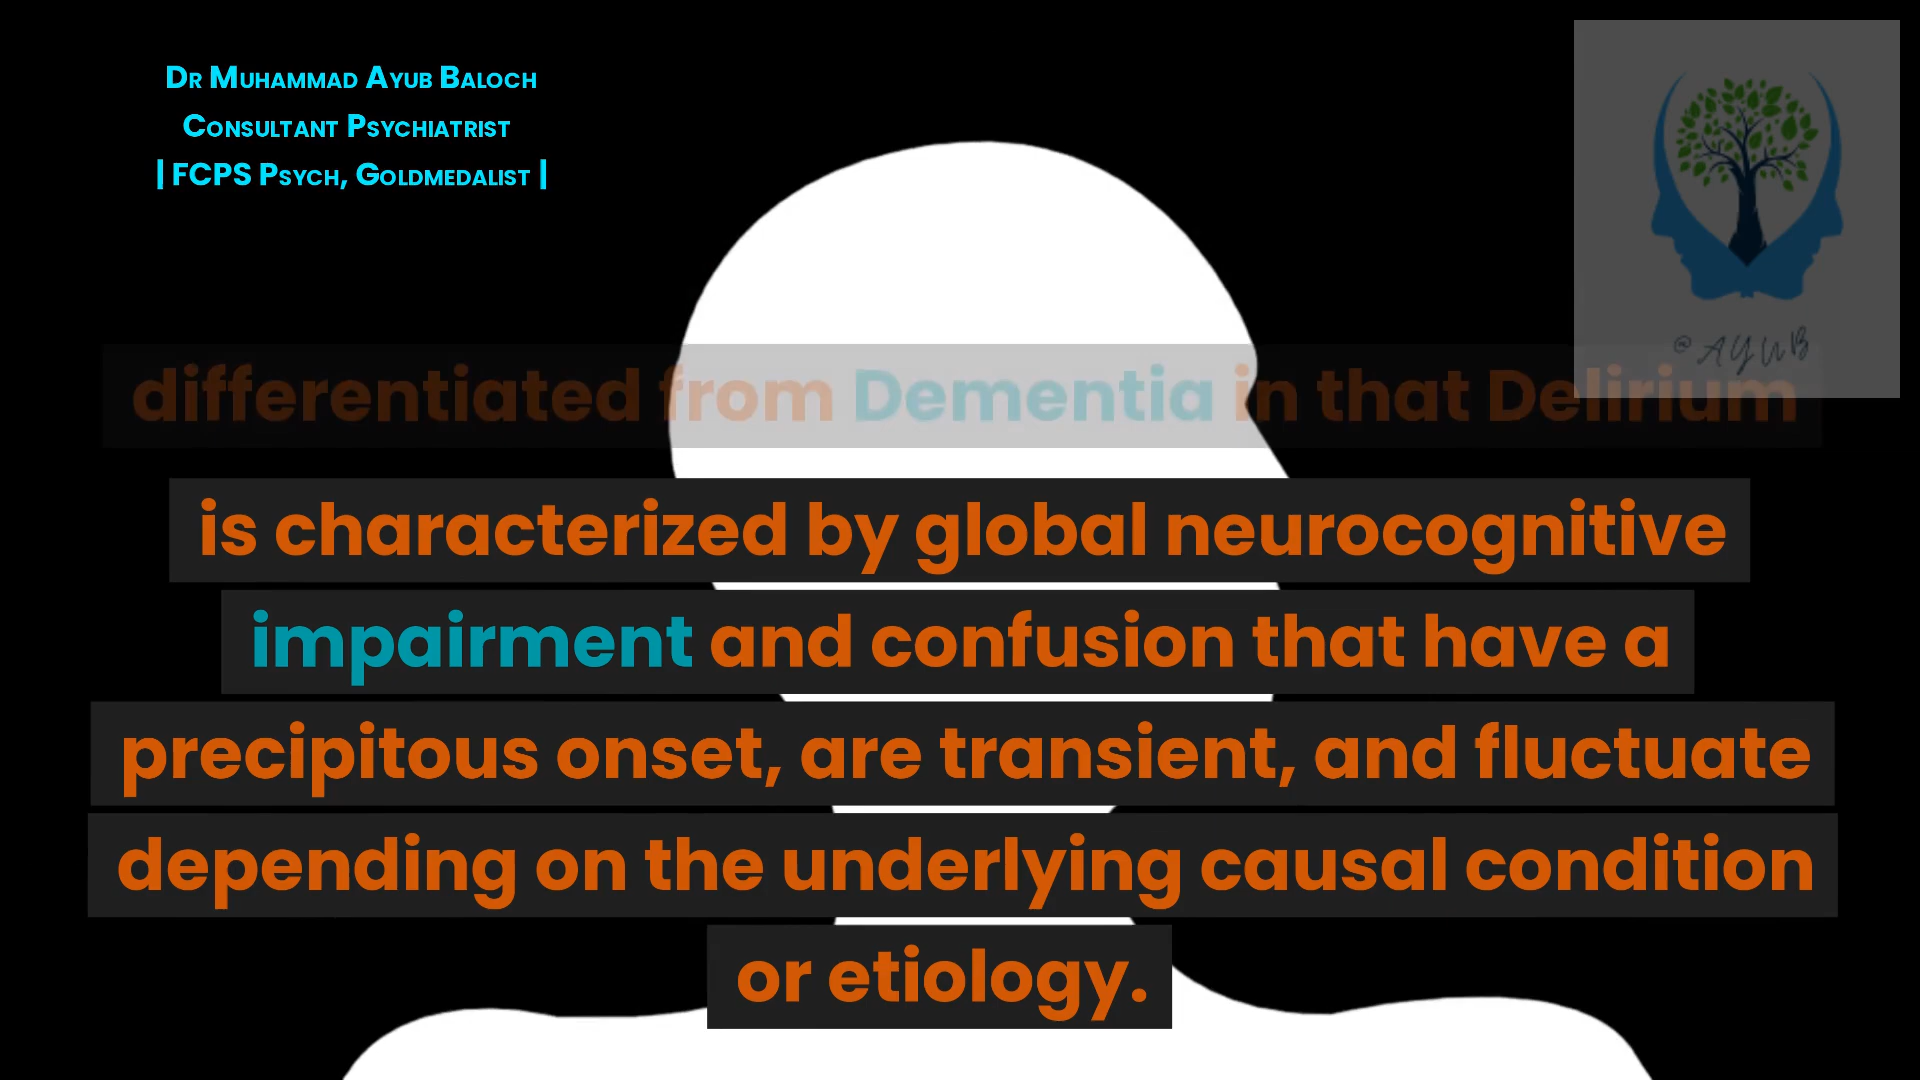 Dr Muhammad Ayub Baloch
Consultant Psychiatrist
| FCPS Psych, Goldmedalist |
@AYUB
differentiated from Dementia in that Delirium
is characterized by global neurocognitive
impairment and confusion that have a
precipitous onset, are transient, and fluctuate
depending on the underlying causal condition
or etiology.